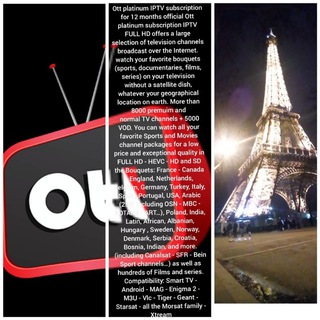 Ott platinum IPTV subscription
for 12 months official Ott
platinum subscription IPTV
FULL HD offers a large
selection of television channels
broadcast over the Internet.
watch your favorite bouquets
(sports, documentaries, films,
series) on your television
without a satellite dish,
whatever your geographical
location on earth. More than
8000 premuim and
normal TV channels + 5000
VOD. You can watch all your
favorite Sports and Movies
channel packages for a low
price and exceptional quality in
FULL HD - HEVC - HD and SD
the Bouquets: France - Canada
England, Netherlands,
Germany, Turkey, Italy,
Portugal, USA, Arabic
including OSN - MBC -
ART...), Poland, India,
Latin, African, Albanian,
Hungary , Sweden, Norway,
Denmark, Serbia, Croatia,
Bosnia, Indian, and more.
(including Canalsat - SFR - Bein
Sport channels...) as well as
hundreds of Films and series.
Compatibility: Smart TV -
Android - MAG - Enigma 2 -
M3U - Vlc - Tiger - Geant -
Starsat - all the Morsat family -
Xtream
Ott